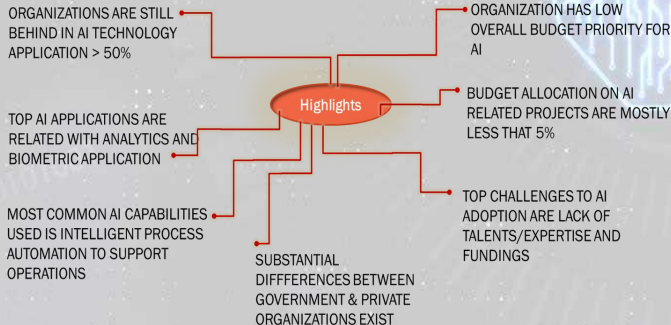 ORGANIZATIONS ARE STILL
BEHIND IN AI TECHNOLOGY
APPLICATION > 50%
ORGANIZATION HAS LOW
OVERALL BUDGET PRIORITY FOR
AI
Highlights
BUDGET ALLOCATION ON AI
RELATED PROJECTS ARE MOSTLY
LESS THAT 5%
TOP AI APPLICATIONS ARE
RELATED WITH ANALYTICS AND
BIOMETRIC APPLICATION
TOP CHALLENGES TO AI
ADOPTION ARE LACK OF
TALENTS/EXPERTISE AND
FUNDINGS
MOST COMMON AI CAPABILITIES
USED IS INTELLIGENT PROCESS
AUTOMATION TO SUPPORT
OPERATIONS
SUBSTANTIAL
DIFFFERENCES BETWEEN
GOVERNMENT & PRIVATE
ORGANIZATIONS EXIST